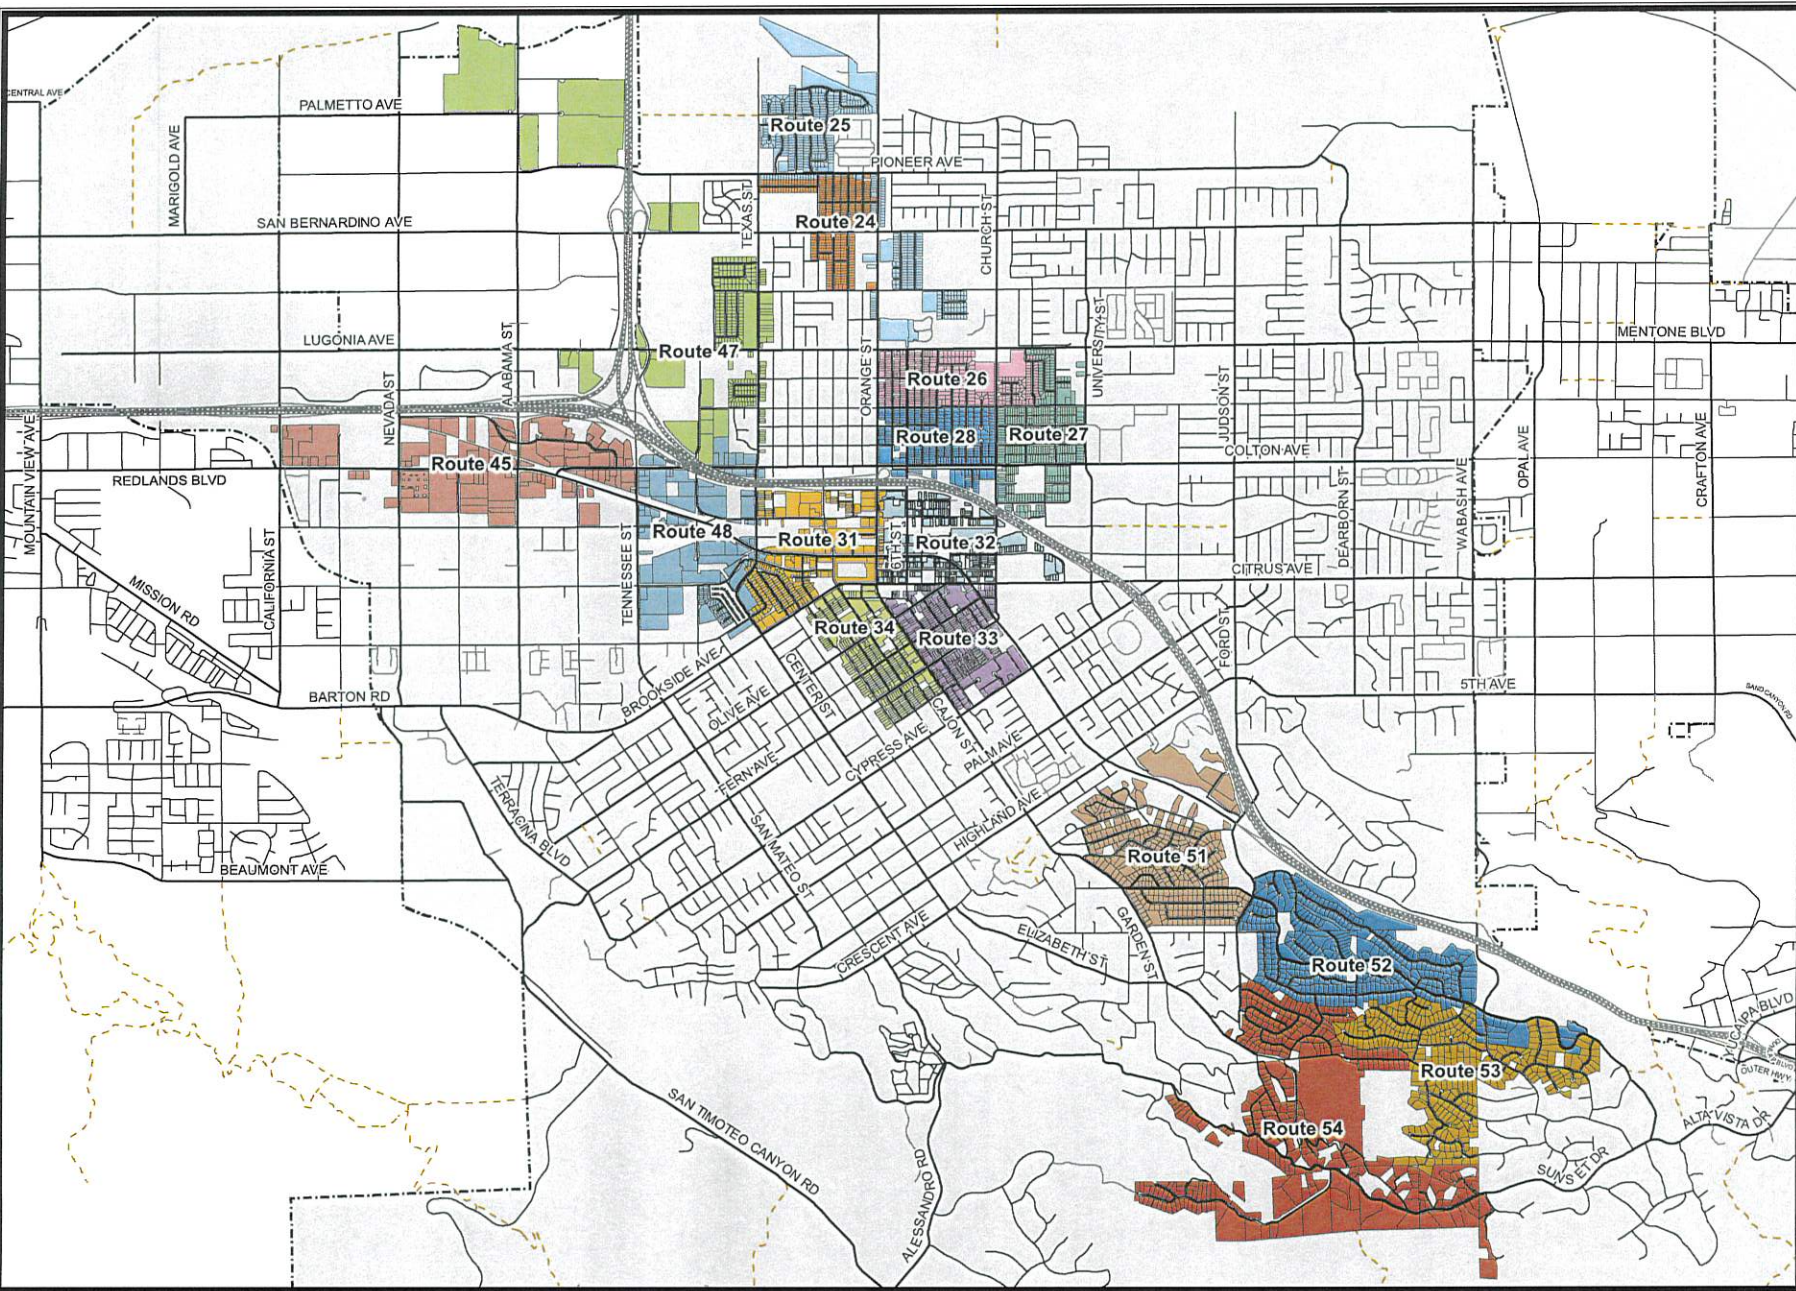 CENTRAL AVE
PALMETTO AVE
MARIGOLD AVE
Route 25
PIONEER AVE
SAN BERNARDINO AVE
TEXAS ST
Route 24
CHURCH ST
LUGONIA AVE
ALABAMA ST
NEVADA ST
Route 47
ORANGE ST
UNIVERSITY ST
MENTONE BLVD
Route 26
JUDSON ST
MOUNTAIN VIEW AVE
REDLANDS BLVD
Route 45
Route 28
Route 27
COLTON AVE
DEARBORN ST
WABASH AVE
OPAL AVE
CRAFTON AVE
CALIFORNIA ST
TENNESSEE ST
Route 48
Route 31
6TH ST
Route 32
CITRUS AVE
MISSION RD
Route 34
Route 33
FORD ST
BARTON RD
BROOKSIDE AVE
CENTER ST
OLIVE AVE
CAJON ST
5TH AVE
SAND CANYON RD
FERN AVE
CYPRESS AVE
PALM AVE
TERRACINA BLVD
SAN MATEO ST
HIGHLAND AVE
Route 51
BEAUMONT AVE
CRESCENT AVE
ELIZABETH ST
GARDEN ST
Route 52
YUCAIPA BLVD
OUTER HWY
Route 53
SAN TIMOTEO CANYON RD
ALESSANDRO RD
Route 54
ALTA VISTA DR
SUNSET DR